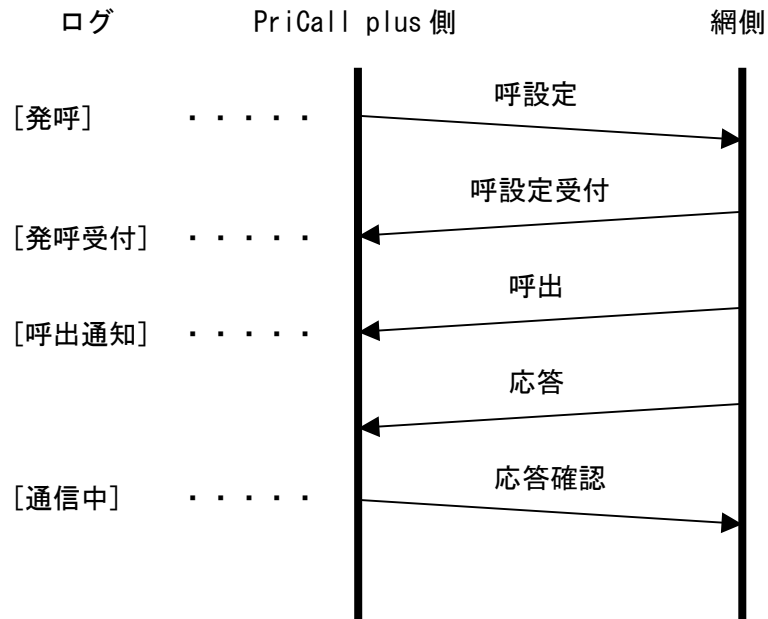 ログ PriCall plus 側 網側
呼設定
[発呼] ・・・・・
呼設定受付
[発呼受付] ・・・・・
呼出
[呼出通知] ・・・・・
応答
応答確認
[通信中] ・・・・・